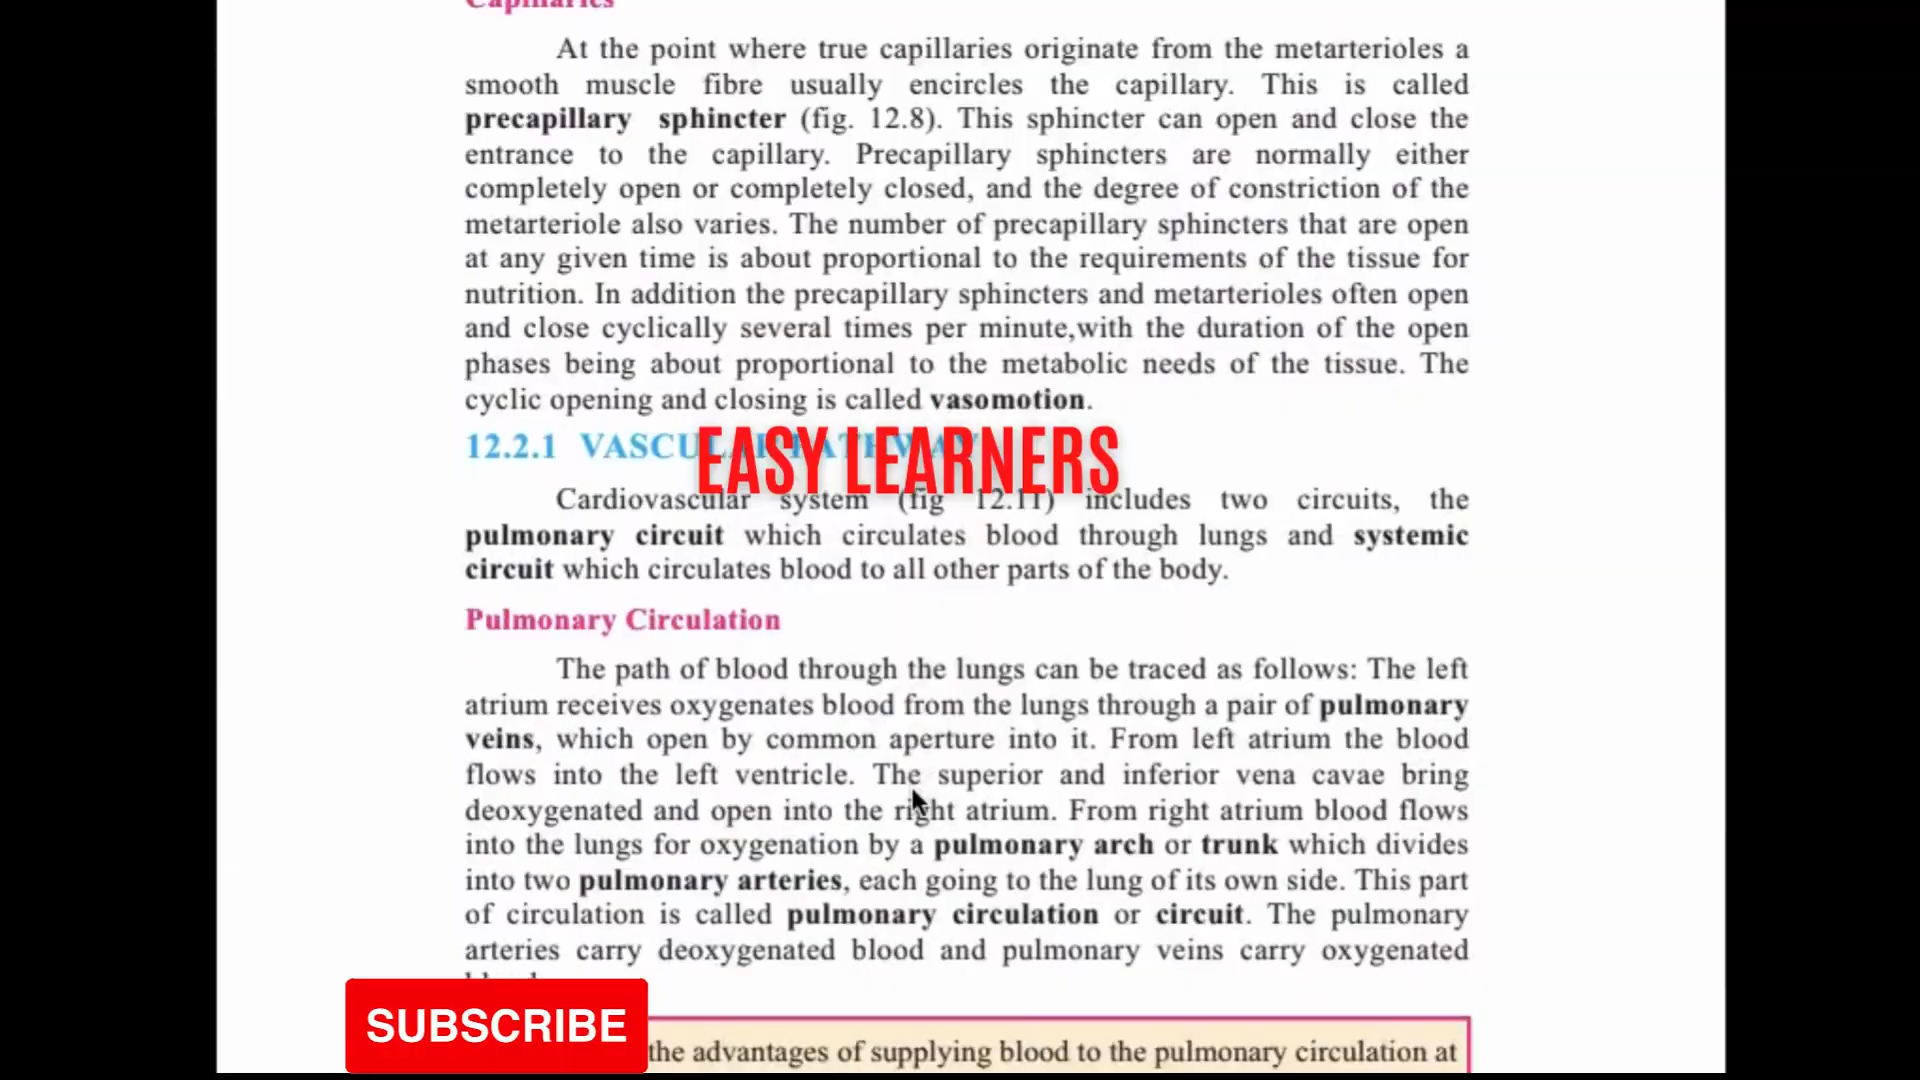 Capillaries
At the point where true capillaries originate from the metarterioles a
smooth muscle fibre usually encircles the capillary. This is called
precapillary sphincter (fig. 12.8). This sphincter can open and close the
entrance to the capillary. Precapillary sphincters are normally either
completely open or completely closed, and the degree of constriction of the
metarteriole also varies. The number of precapillary sphincters that are open
at any given time is about proportional to the requirements of the tissue for
nutrition. In addition the precapillary sphincters and metarterioles often open
and close cyclically several times per minute,with the duration of the open
phases being about proportional to the metabolic needs of the tissue. The
cyclic opening and closing is called vasomotion.
12.2.1 VASCULAR PATHWAY
EASY LEARNERS
Cardiovascular system (fig 12.11) includes two circuits, the
pulmonary circuit which circulates blood through lungs and systemic
circuit which circulates blood to all other parts of the body.
Pulmonary Circulation
The path of blood through the lungs can be traced as follows: The left
atrium receives oxygenates blood from the lungs through a pair of pulmonary
veins, which open by common aperture into it. From left atrium the blood
flows into the left ventricle. The superior and inferior vena cavae bring
deoxygenated and open into the right atrium. From right atrium blood flows
into the lungs for oxygenation by a pulmonary arch or trunk which divides
into two pulmonary arteries, each going to the lung of its own side. This part
of circulation is called pulmonary circulation or circuit. The pulmonary
arteries carry deoxygenated blood and pulmonary veins carry oxygenated
SUBSCRIBE
the advantages of supplying blood to the pulmonary circulation at